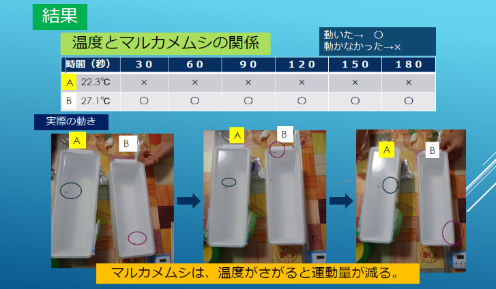 結果
温度とマルカメムシの関係
動いた→　〇
動かなかった→×
時間（秒） 30 60 90 120 150 180
A 22.3℃ × × × × × ×
B 27.1℃ 〇 〇 〇 〇 〇 〇
実際の動き
A B
A B
A B
マルカメムシは、温度がさがると運動量が減る。